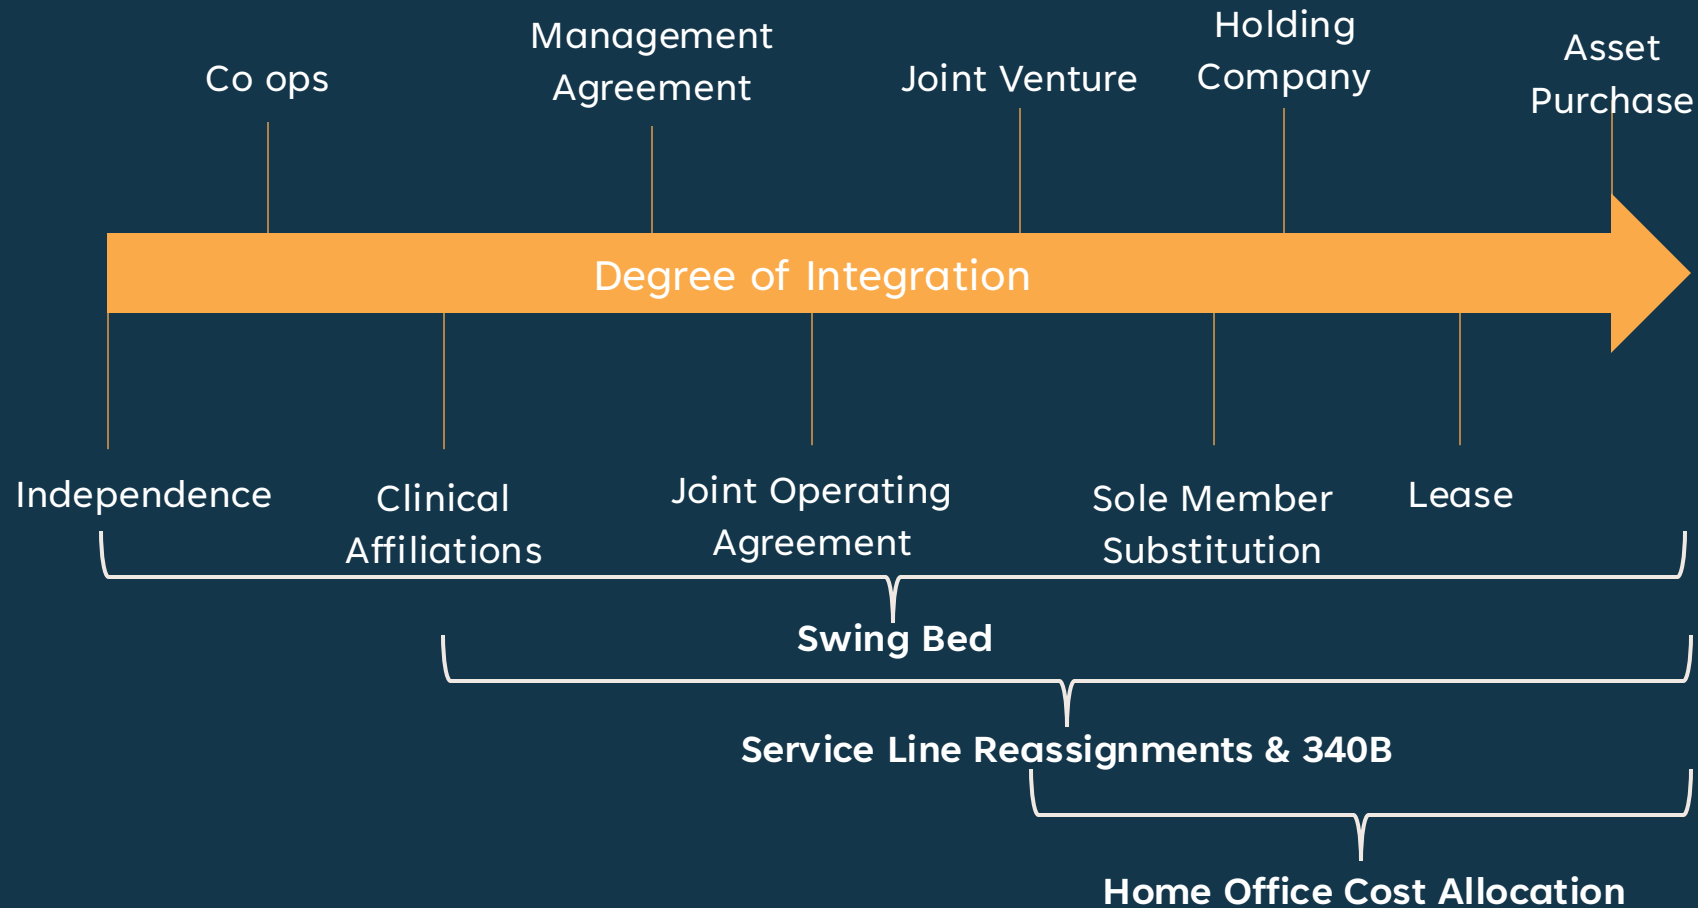 Co ops
Management
Agreement
Joint Venture
Holding
Company
Asset
Purchase
Degree of Integration
Independence
Clinical
Affiliations
Joint Operating
Agreement
Sole Member
Substitution
Lease
Swing Bed
Service Line Reassignments & 340B
Home Office Cost Allocation